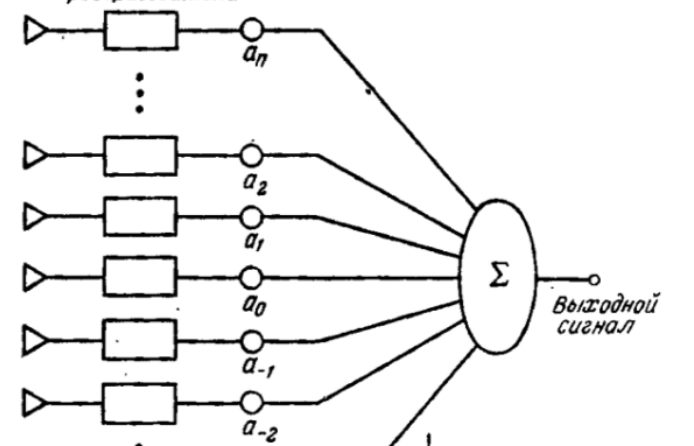 aₙ
a₂
a₁
a₀
Σ
Выходной
сигнал
a₋₁
a₋₂